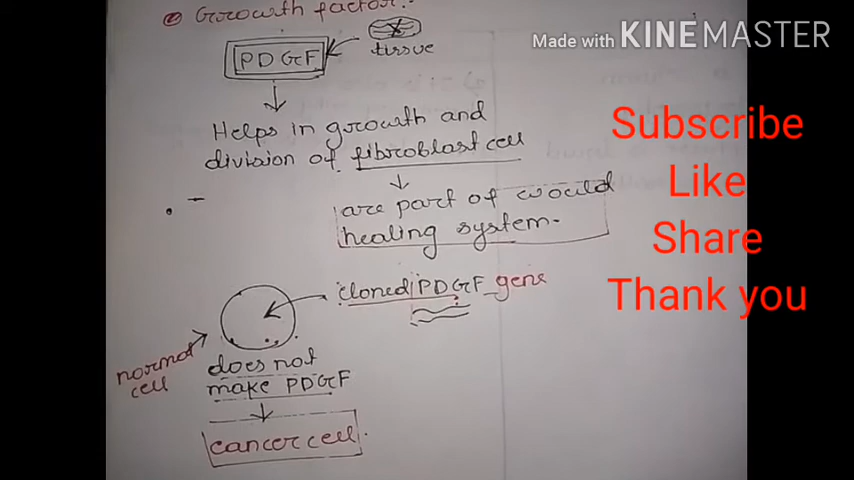 Growth factor:-
PDGF
tissue
Helps in growth and
division of fibroblast cell
are part of would
healing system.
cloned PDGF gene
normal
cell
does not
make PDGF
cancer cell
Made with KINEMASTER
Subscribe
Like
Share
Thank you